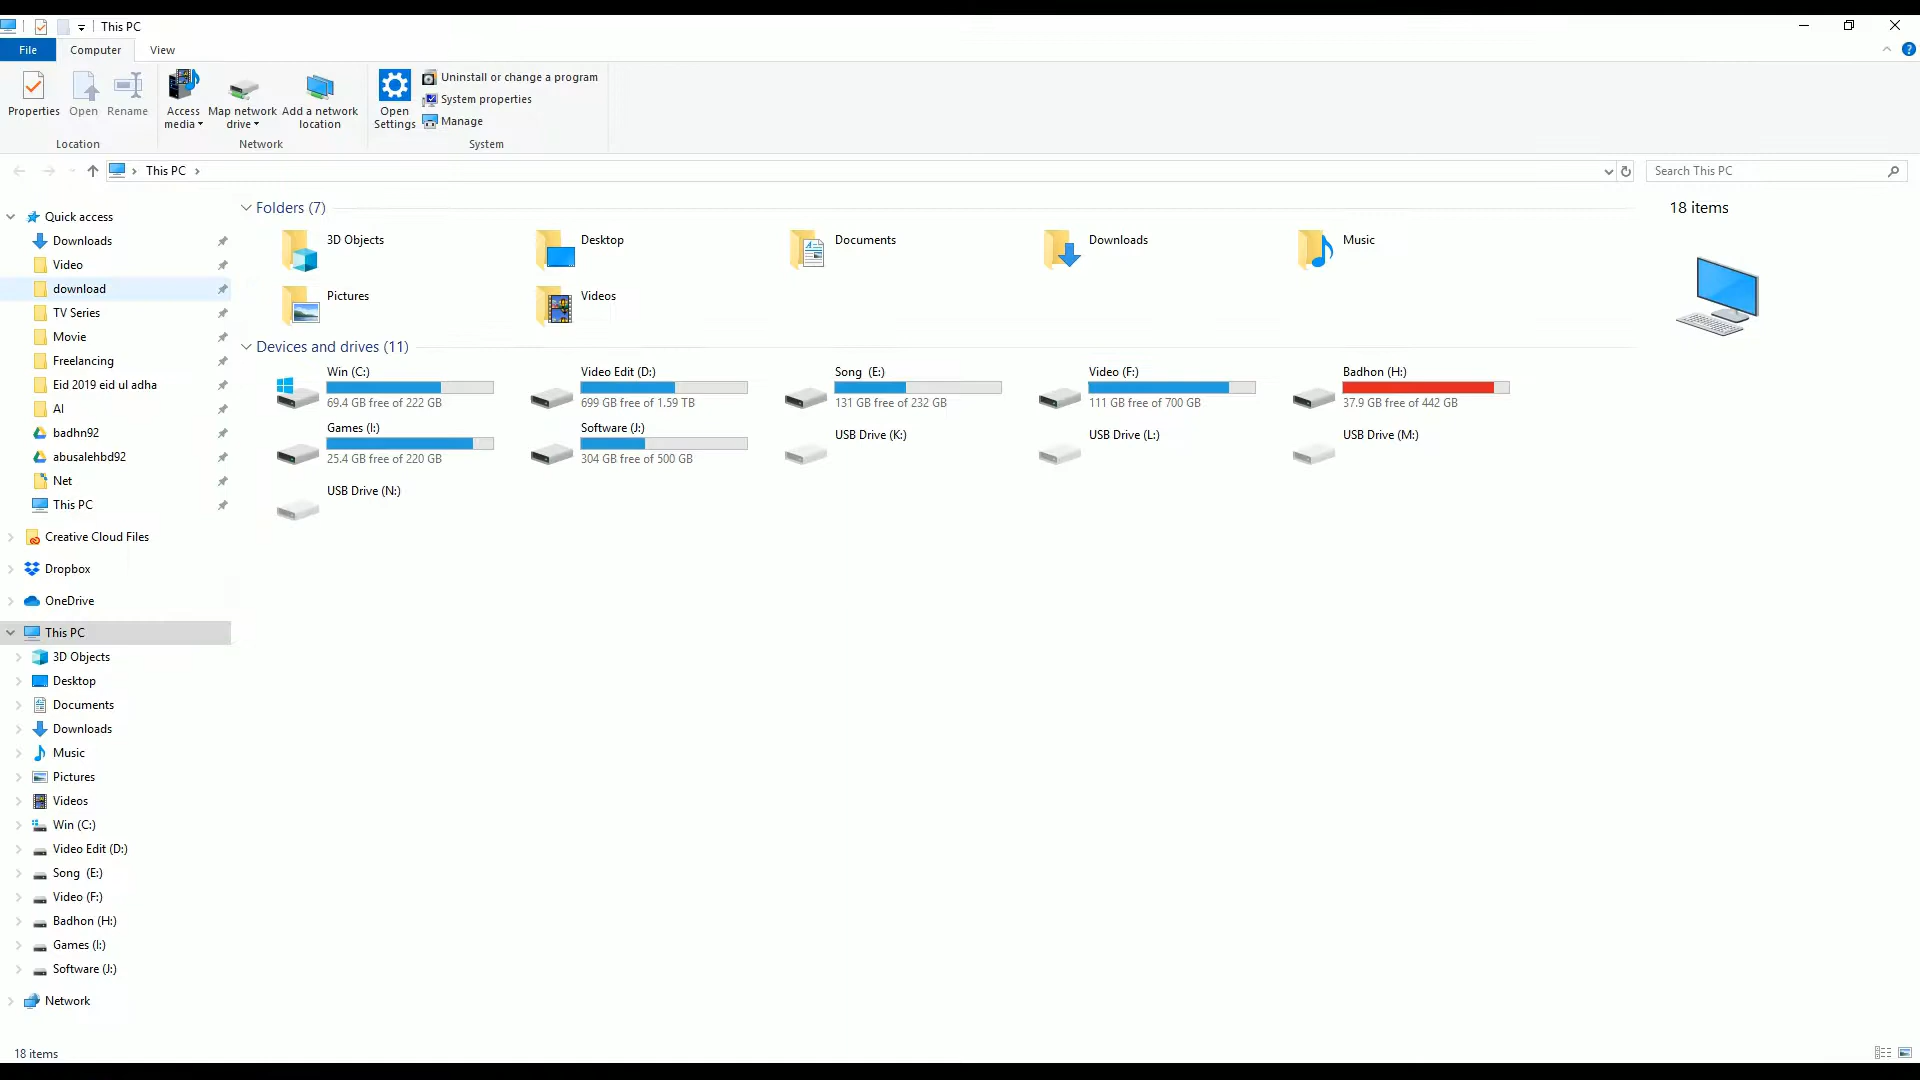 This PC
File
Computer
View
Properties
Open
Rename
Access media
Map network drive
Add a network location
Open Settings
Uninstall or change a program
System properties
Manage
Location
Network
System
This PC
Search This PC
Quick access
Downloads
Video
download
TV Series
Movie
Freelancing
Eid 2019 eid ul adha
AI
badhn92
abusalehbd92
Net
This PC
Creative Cloud Files
Dropbox
OneDrive
This PC
3D Objects
Desktop
Documents
Downloads
Music
Pictures
Videos
Win (C:)
Video Edit (D:)
Song (E:)
Video (F:)
Badhon (H:)
Games (I:)
Software (J:)
Network
Folders (7)
3D Objects
Desktop
Documents
Downloads
Music
Pictures
Videos
Devices and drives (11)
Win (C:)
69.4 GB free of 222 GB
Video Edit (D:)
699 GB free of 1.59 TB
Song (E:)
131 GB free of 232 GB
Video (F:)
111 GB free of 700 GB
Badhon (H:)
37.9 GB free of 442 GB
Games (I:)
25.4 GB free of 220 GB
Software (J:)
304 GB free of 500 GB
USB Drive (K:)
USB Drive (L:)
USB Drive (M:)
USB Drive (N:)
18 items
18 items